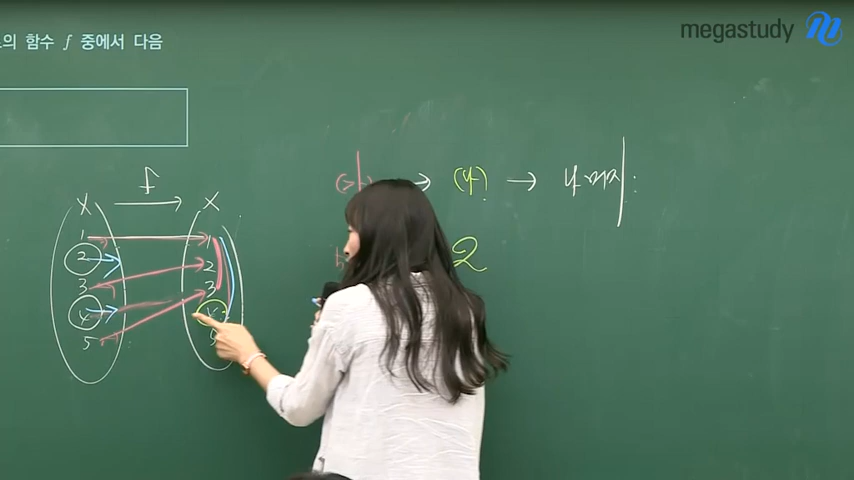 megastudy
의 함수 f 중에서 다음
f
X → X
1 1
2 2
3 3
4 4
5 5
(가) → (나) → 나머지:
2